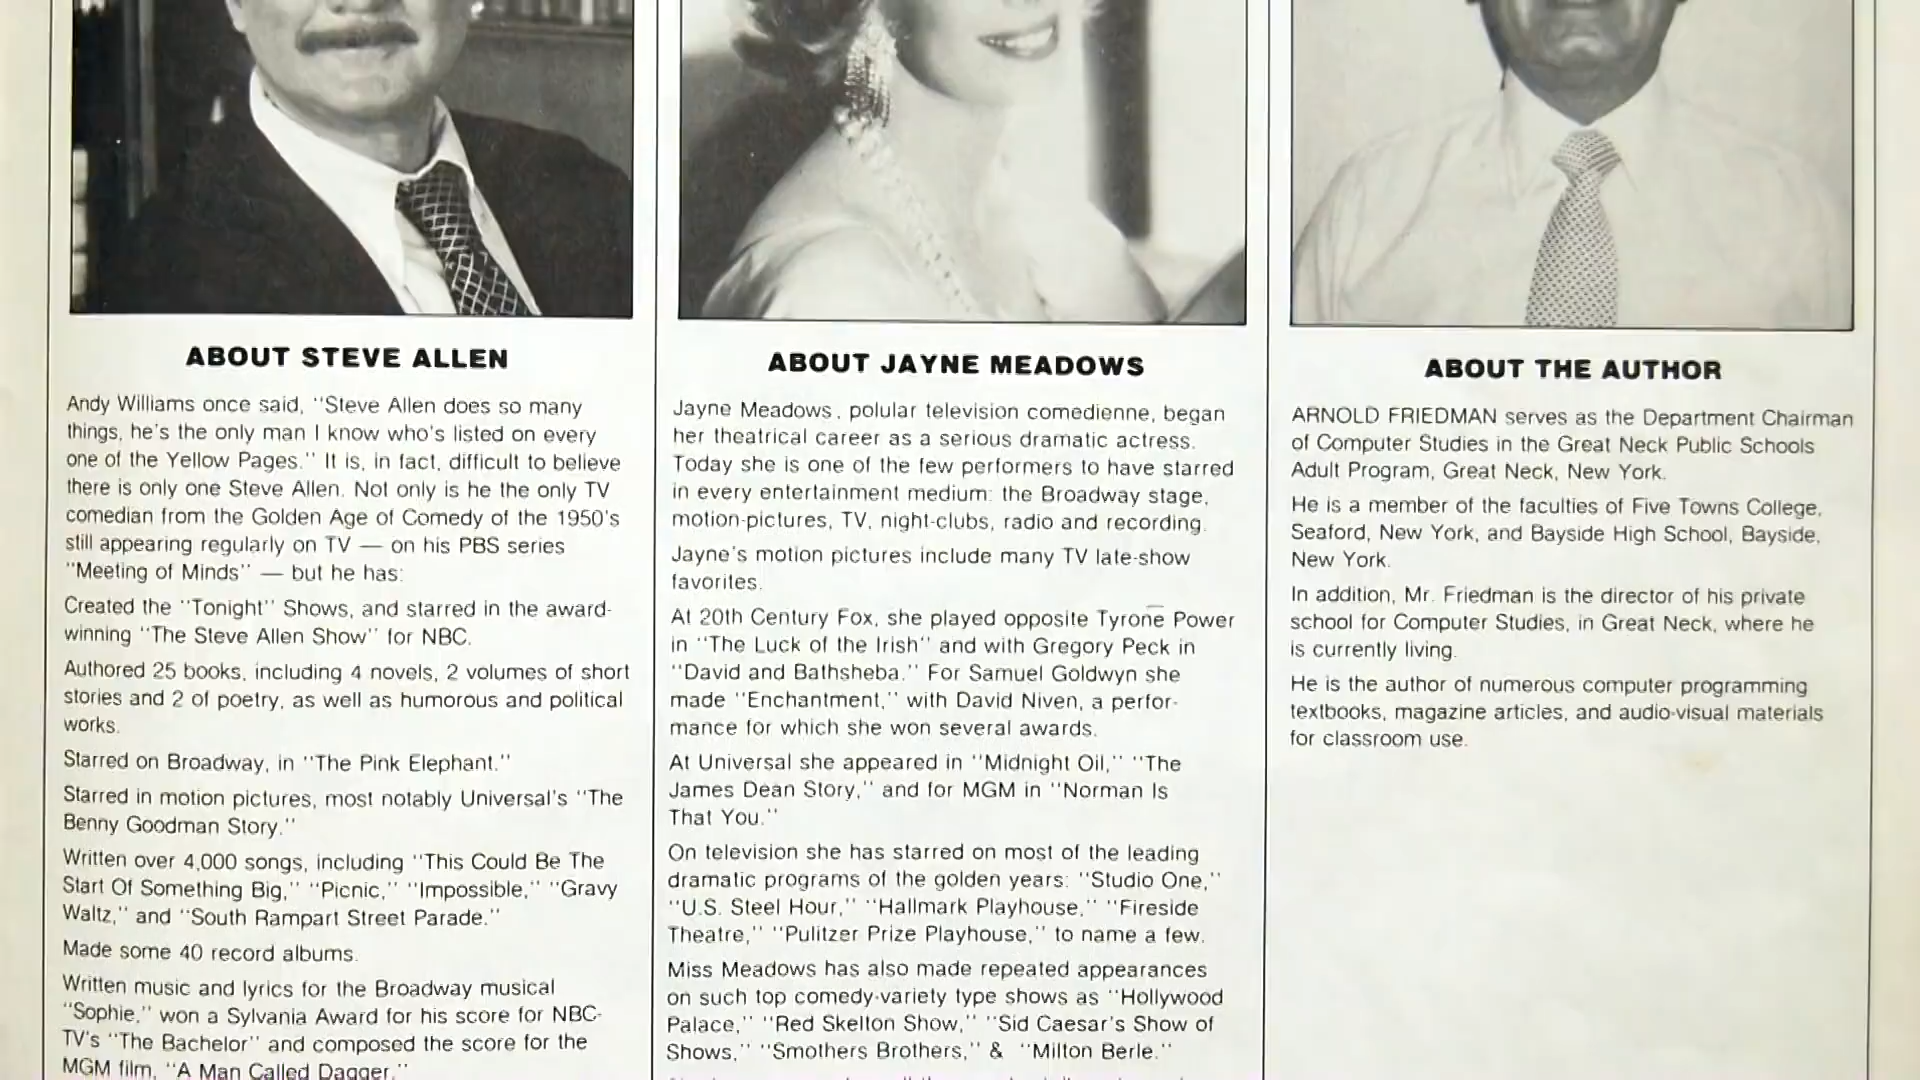 ABOUT STEVE ALLEN
Andy Williams once said, "Steve Allen does so many
things, he's the only man I know who's listed on every
one of the Yellow Pages." It is, in fact, difficult to believe
there is only one Steve Allen. Not only is he the only TV
comedian from the Golden Age of Comedy of the 1950's
still appearing regularly on TV — on his PBS series
"Meeting of Minds" — but he has:
Created the "Tonight" Shows, and starred in the award-
winning "The Steve Allen Show" for NBC.
Authored 25 books, including 4 novels, 2 volumes of short
stories and 2 of poetry, as well as humorous and political
works.
Starred on Broadway, in "The Pink Elephant."
Starred in motion pictures, most notably Universal's "The
Benny Goodman Story."
Written over 4,000 songs, including "This Could Be The
Start Of Something Big," "Picnic," "Impossible," "Gravy
Waltz," and "South Rampart Street Parade."
Made some 40 record albums.
Written music and lyrics for the Broadway musical
"Sophie," won a Sylvania Award for his score for NBC-
TV's "The Bachelor" and composed the score for the
MGM film, "A Man Called Dagger."
ABOUT JAYNE MEADOWS
Jayne Meadows, polular television comedienne, began
her theatrical career as a serious dramatic actress.
Today she is one of the few performers to have starred
in every entertainment medium: the Broadway stage,
motion-pictures, TV, night-clubs, radio and recording.
Jayne's motion pictures include many TV late-show
favorites.
At 20th Century Fox, she played opposite Tyrone Power
in "The Luck of the Irish" and with Gregory Peck in
"David and Bathsheba." For Samuel Goldwyn she
made "Enchantment," with David Niven, a perfor-
mance for which she won several awards.
At Universal she appeared in "Midnight Oil," "The
James Dean Story," and for MGM in "Norman Is
That You."
On television she has starred on most of the leading
dramatic programs of the golden years: "Studio One,"
"U.S. Steel Hour," "Hallmark Playhouse," "Fireside
Theatre," "Pulitzer Prize Playhouse," to name a few.
Miss Meadows has also made repeated appearances
on such top comedy-variety type shows as "Hollywood
Palace," "Red Skelton Show," "Sid Caesar's Show of
Shows," "Smothers Brothers," & "Milton Berle."
ABOUT THE AUTHOR
ARNOLD FRIEDMAN serves as the Department Chairman
of Computer Studies in the Great Neck Public Schools
Adult Program, Great Neck, New York.
He is a member of the faculties of Five Towns College,
Seaford, New York, and Bayside High School, Bayside,
New York.
In addition, Mr. Friedman is the director of his private
school for Computer Studies, in Great Neck, where he
is currently living.
He is the author of numerous computer programming
textbooks, magazine articles, and audio-visual materials
for classroom use.